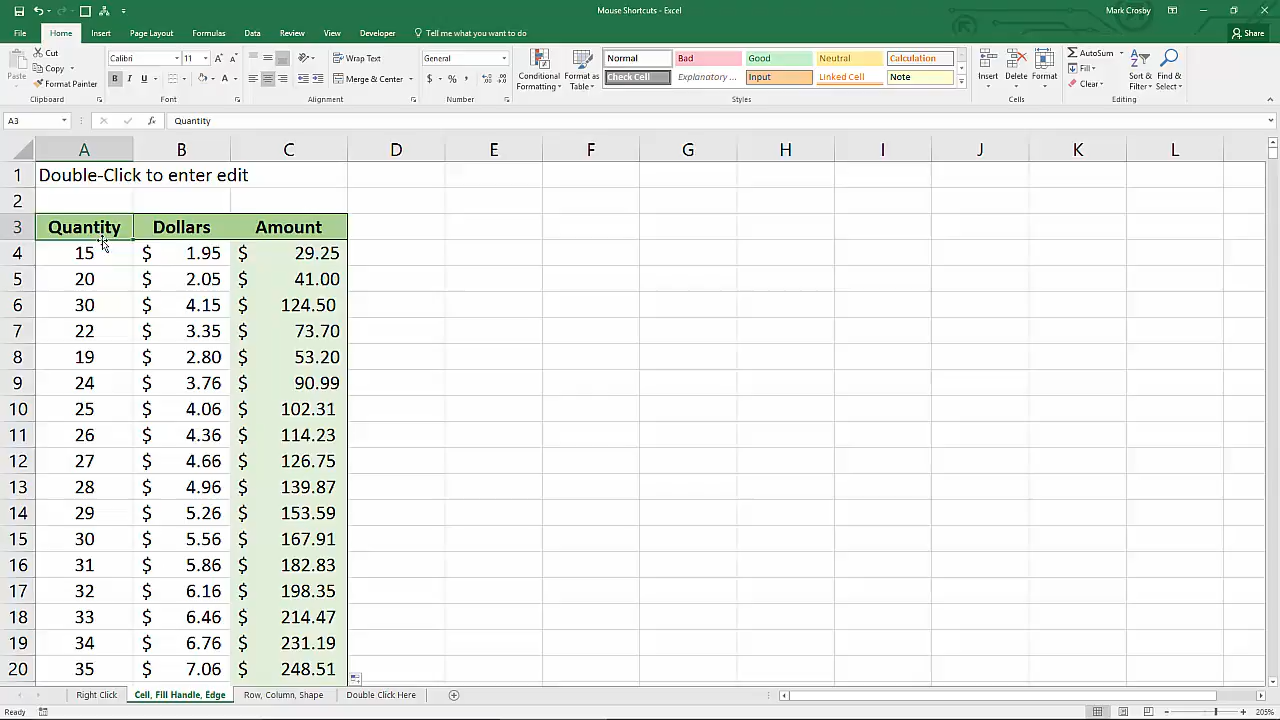 Mouse Shortcuts - Excel
Mark Crosby
File Home Insert Page Layout Formulas Data Review View Developer Tell me what you want to do
Share
Paste
Cut
Copy
Format Painter
Clipboard
Calibri 11
B I U
Font
Wrap Text
Merge & Center
Alignment
General
$ % ,
Number
Conditional Formatting
Format as Table
Normal Bad Good Neutral Calculation
Check Cell Explanatory ... Input Linked Cell Note
Styles
Insert Delete Format
Cells
AutoSum
Fill
Clear
Sort & Filter
Find & Select
Editing
A3 fx Quantity
A B C D E F G H I J K L
1 Double-Click to enter edit
2
3 Quantity Dollars Amount
4 15 $ 1.95 $ 29.25
5 20 $ 2.05 $ 41.00
6 30 $ 4.15 $ 124.50
7 22 $ 3.35 $ 73.70
8 19 $ 2.80 $ 53.20
9 24 $ 3.76 $ 90.99
10 25 $ 4.06 $ 102.31
11 26 $ 4.36 $ 114.23
12 27 $ 4.66 $ 126.75
13 28 $ 4.96 $ 139.87
14 29 $ 5.26 $ 153.59
15 30 $ 5.56 $ 167.91
16 31 $ 5.86 $ 182.83
17 32 $ 6.16 $ 198.35
18 33 $ 6.46 $ 214.47
19 34 $ 6.76 $ 231.19
20 35 $ 7.06 $ 248.51
Right Click Cell, Fill Handle, Edge Row, Column, Shape Double Click Here
Ready
205%